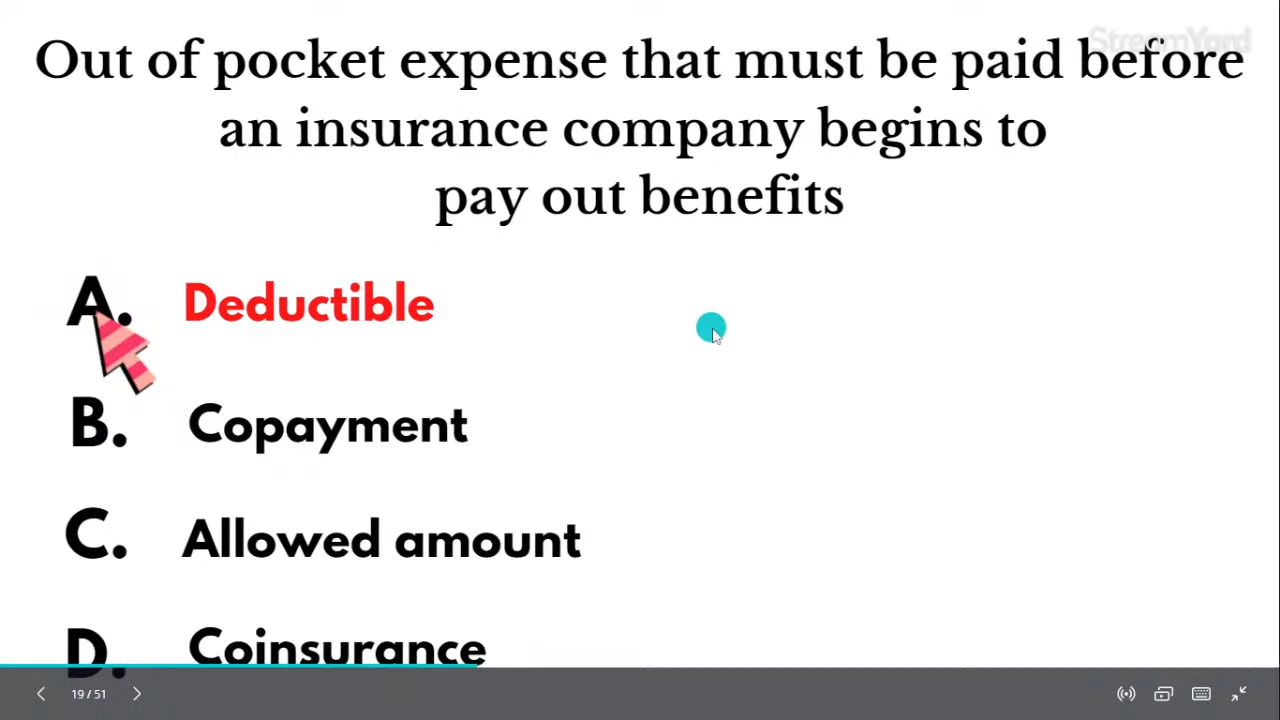 StreamYard
Out of pocket expense that must be paid before
an insurance company begins to
pay out benefits
A. Deductible
B. Copayment
C. Allowed amount
D. Coinsurance
19 / 51